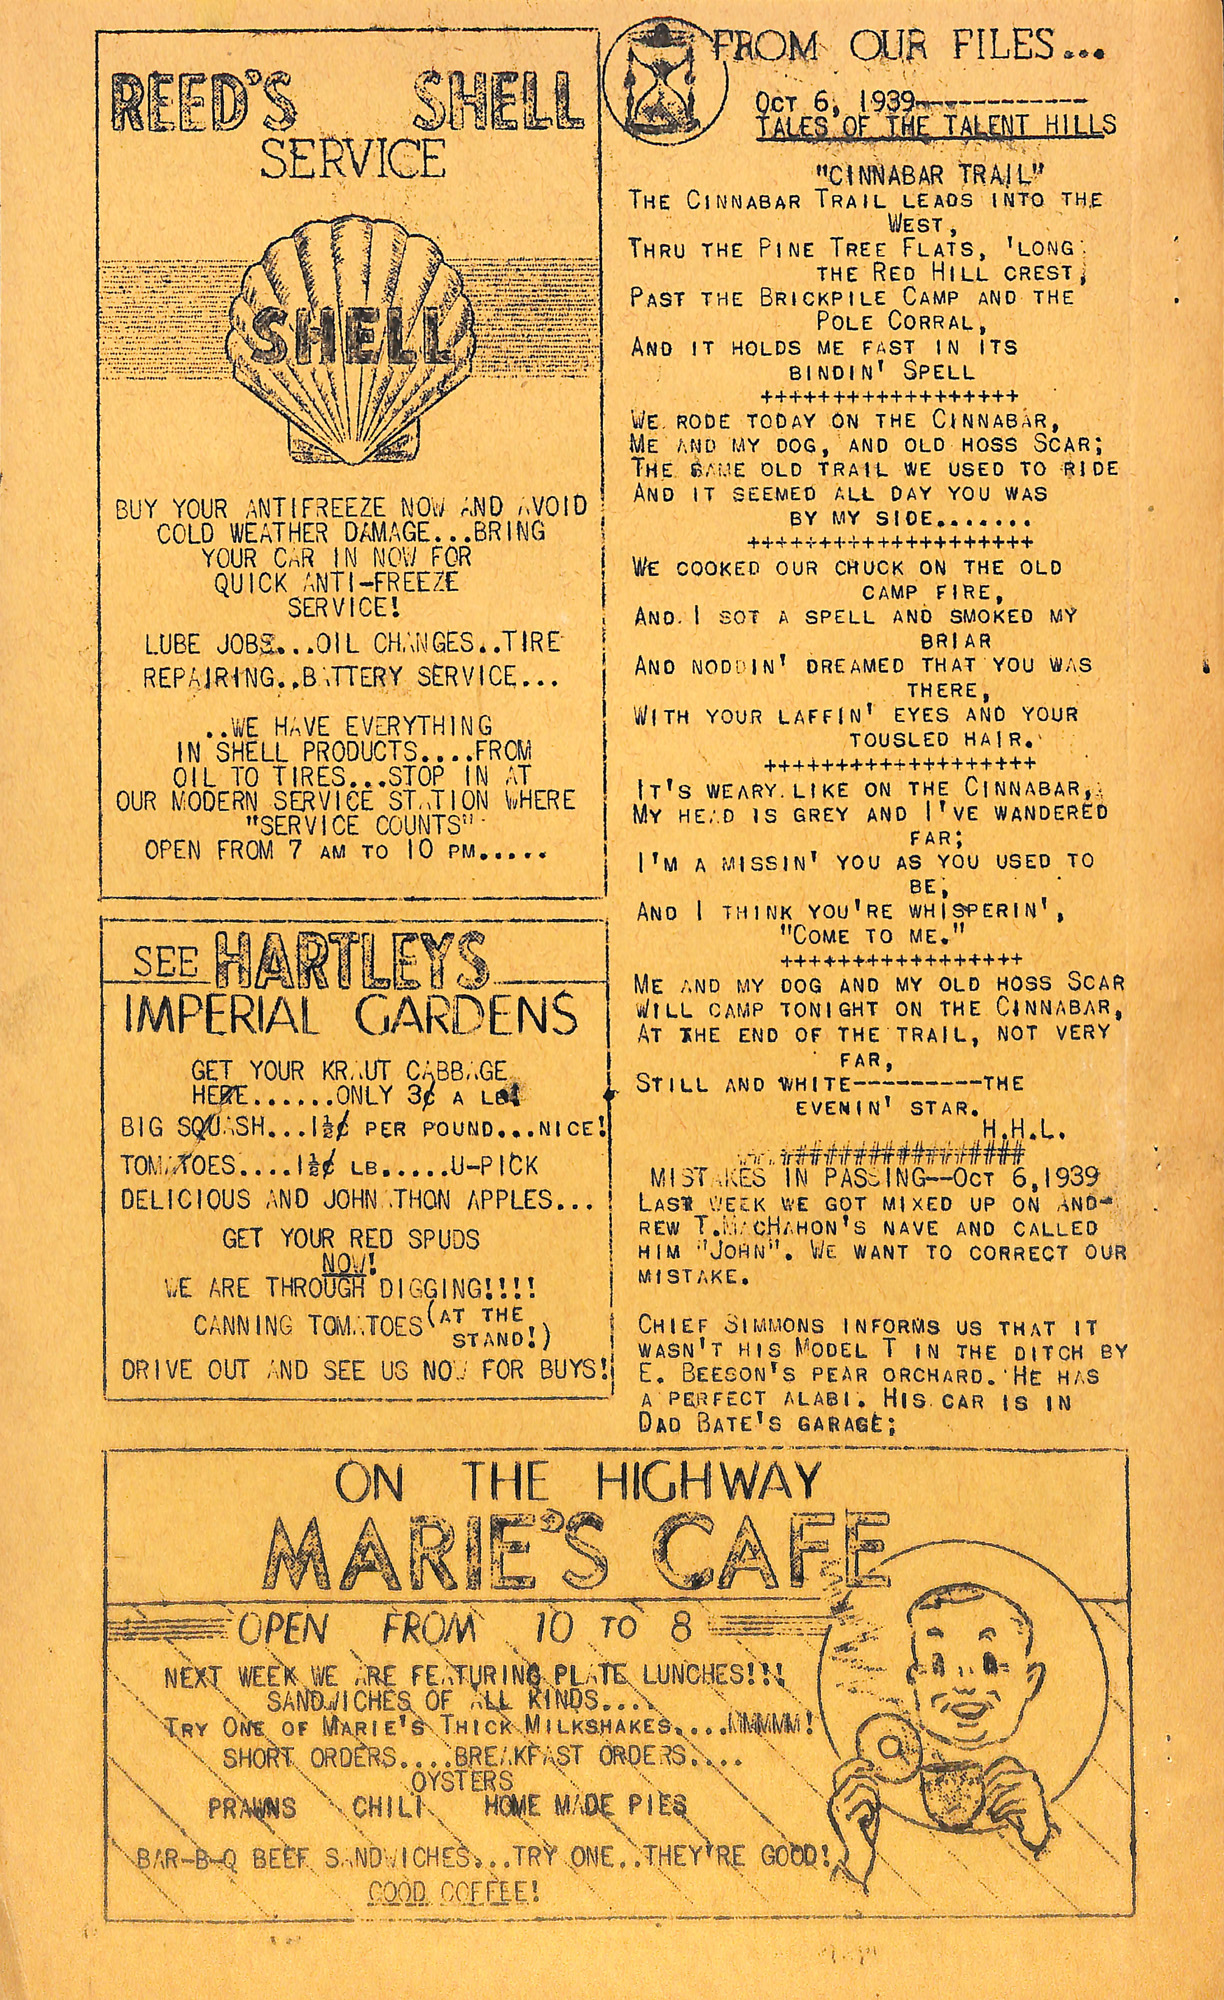 REED'S SHELL
SERVICE
SHELL
BUY YOUR ANTIFREEZE NOW AND AVOID
COLD WEATHER DAMAGE...BRING
YOUR CAR IN NOW FOR
QUICK ANTI-FREEZE
SERVICE!
LUBE JOBS...OIL CHANGES..TIRE
REPAIRING..BATTERY SERVICE...
..WE HAVE EVERYTHING
IN SHELL PRODUCTS....FROM
OIL TO TIRES...STOP IN AT
OUR MODERN SERVICE STATION WHERE
"SERVICE COUNTS"
OPEN FROM 7 AM TO 10 PM.....
SEE HARTLEYS
IMPERIAL GARDENS
GET YOUR KRAUT CABBAGE
HERE......ONLY 3¢ A LB!
BIG SQUASH...1½¢ PER POUND...NICE!
TOMATOES....1½¢ LB.....U-PICK
DELICIOUS AND JOHNATHON APPLES...
GET YOUR RED SPUDS
NOW!
WE ARE THROUGH DIGGING!!!!
CANNING TOMATOES (AT THE
STAND!)
DRIVE OUT AND SEE US NOW FOR BUYS!
FROM OUR FILES...
OCT 6, 1939------------
TALES OF THE TALENT HILLS
"CINNABAR TRAIL"
THE CINNABAR TRAIL LEADS INTO THE
WEST,
THRU THE PINE TREE FLATS, 'LONG
THE RED HILL CREST,
PAST THE BRICKPILE CAMP AND THE
POLE CORRAL,
AND IT HOLDS ME FAST IN ITS
BINDIN' SPELL
++++++++++++++++++
WE RODE TODAY ON THE CINNABAR,
ME AND MY DOG, AND OLD HOSS SCAR;
THE SAME OLD TRAIL WE USED TO RIDE
AND IT SEEMED ALL DAY YOU WAS
BY MY SIDE.......
++++++++++++++++++++
WE COOKED OUR CHUCK ON THE OLD
CAMP FIRE,
AND I SOT A SPELL AND SMOKED MY
BRIAR
AND NODDIN' DREAMED THAT YOU WAS
THERE,
WITH YOUR LAFFIN' EYES AND YOUR
TOUSLED HAIR.
+++++++++++++++++++
IT'S WEARY LIKE ON THE CINNABAR,
MY HEAD IS GREY AND I'VE WANDERED
FAR;
I'M A MISSIN' YOU AS YOU USED TO
BE,
AND I THINK YOU'RE WHISPERIN',
"COME TO ME."
+++++++++++++++++
ME AND MY DOG AND MY OLD HOSS SCAR
WILL CAMP TONIGHT ON THE CINNABAR,
AT THE END OF THE TRAIL, NOT VERY
FAR,
STILL AND WHITE---------THE
EVENIN' STAR.
H.H.L.
#################
MISTAKES IN PASSING--OCT 6,1939
LAST WEEK WE GOT MIXED UP ON AND-
REW T.MACHAHON'S NAVE AND CALLED
HIM "JOHN". WE WANT TO CORRECT OUR
MISTAKE.
CHIEF SIMMONS INFORMS US THAT IT
WASN'T HIS MODEL T IN THE DITCH BY
E. BEESON'S PEAR ORCHARD. HE HAS
A PERFECT ALABI. HIS CAR IS IN
DAD BATE'S GARAGE;
ON THE HIGHWAY
MARIE'S CAFE
OPEN FROM 10 TO 8
NEXT WEEK WE ARE FEATURING PLATE LUNCHES!!!
SANDWICHES OF ALL KINDS....
TRY ONE OF MARIE'S THICK MILKSHAKES....MMMMM!
SHORT ORDERS....BREAKFAST ORDERS....
OYSTERS
PRAWNS CHILI HOME MADE PIES
BAR-B-Q BEEF SANDWICHES...TRY ONE..THEY'RE GOOD!
GOOD COFFEE!